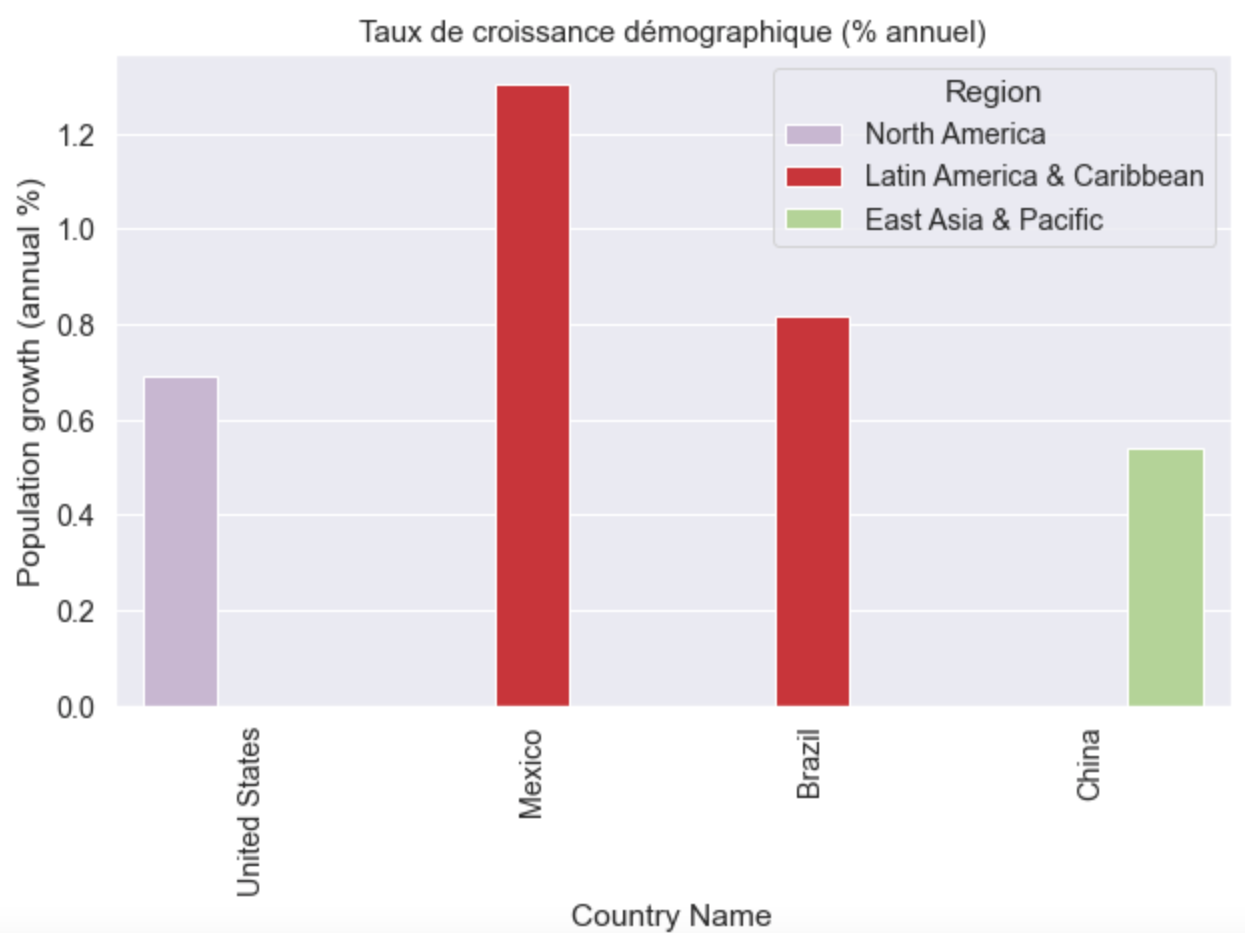 Taux de croissance démographique (% annuel)
Region
North America
Latin America & Caribbean
East Asia & Pacific
Population growth (annual %)
1.2
1.0
0.8
0.6
0.4
0.2
0.0
United States
Mexico
Brazil
China
Country Name